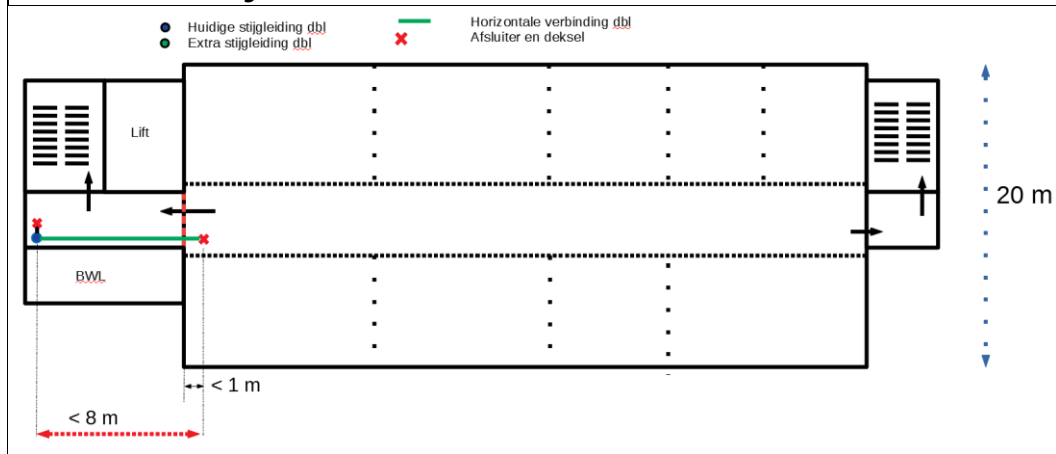 Huidige stijgleiding dbl
Extra stijgleiding dbl
Horizontale verbinding dbl
Afsluiter en deksel
Lift
20 m
BWL
< 1 m
< 8 m